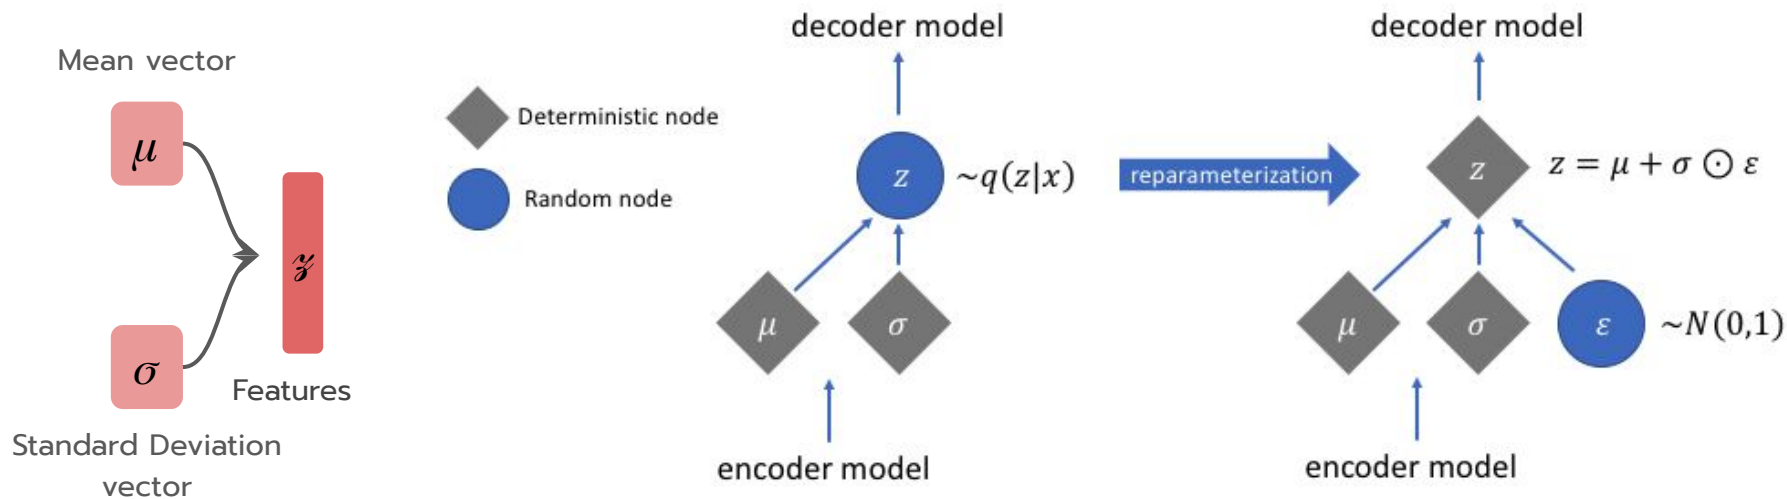 Mean vector
μ
σ
z
Features
Standard Deviation
vector
Deterministic node
Random node
decoder model
z
~q(z|x)
μ
σ
encoder model
reparameterization
decoder model
z
z = μ + σ ⊙ ε
μ
σ
ε
~N(0,1)
encoder model